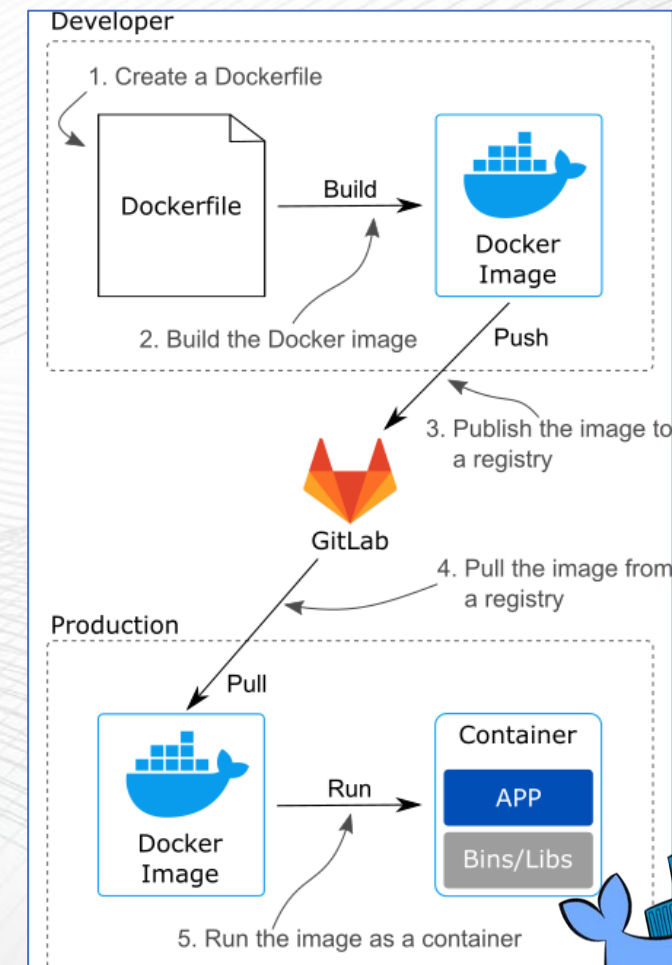 Developer
1. Create a Dockerfile
Dockerfile
Build
Docker
Image
2. Build the Docker image
Push
3. Publish the image to
a registry
GitLab
4. Pull the image from
a registry
Production
Pull
Docker
Image
Run
Container
APP
Bins/Libs
5. Run the image as a container